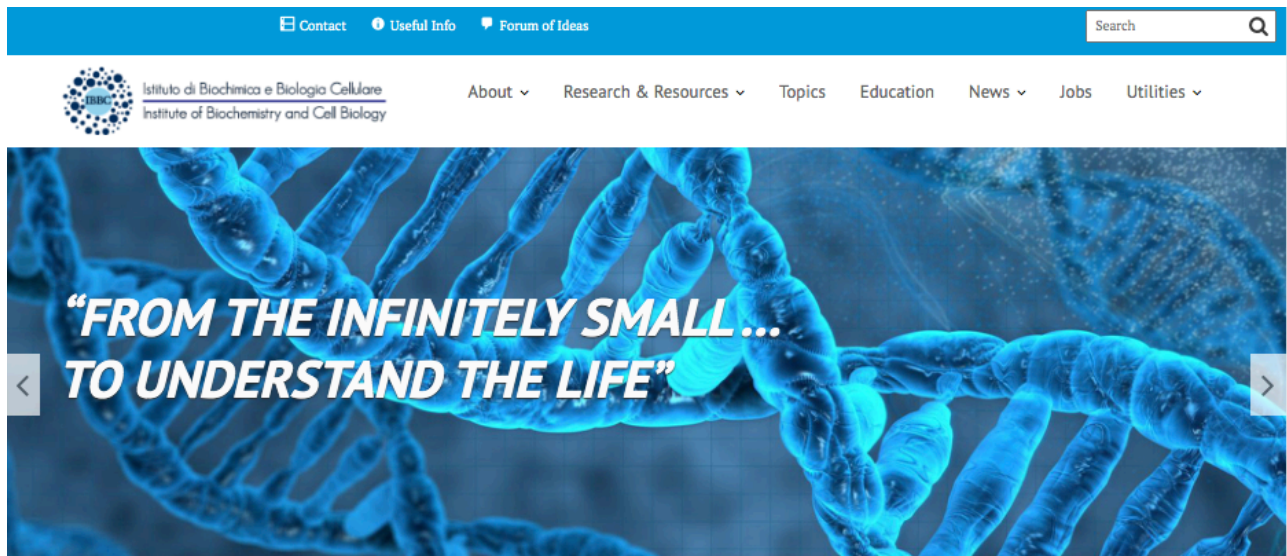 Contact Useful Info Forum of Ideas Search
IBBC
Istituto di Biochimica e Biologia Cellulare
Institute of Biochemistry and Cell Biology
About Research & Resources Topics Education News Jobs Utilities
“FROM THE INFINITELY SMALL...
TO UNDERSTAND THE LIFE”